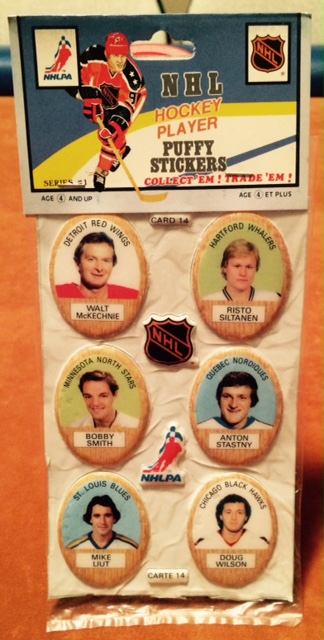 NHLPA
NHL
NHL
HOCKEY
PLAYER
PUFFY
STICKERS
COLLECT 'EM ! TRADE 'EM !
AGE 4 AND UP
AGE 4 ET PLUS
CARD 14
DETROIT RED WINGS
WALT
McKECHNIE
HARTFORD WHALERS
RISTO
SILTANEN
NHL
MINNESOTA NORTH STARS
BOBBY
SMITH
QUEBEC NORDIQUES
ANTON
STASTNY
NHLPA
ST. LOUIS BLUES
MIKE
LIUT
CHICAGO BLACK HAWKS
DOUG
WILSON
CARTE 14